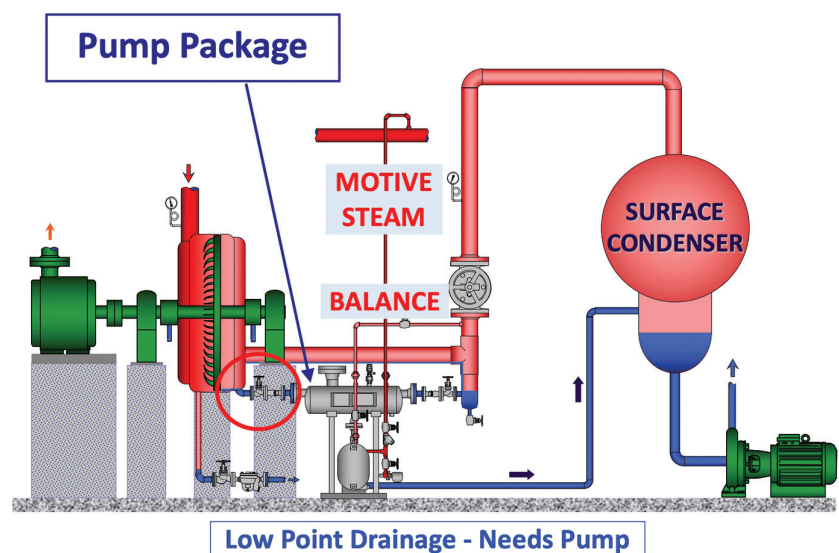 Pump Package
MOTIVE
STEAM
SURFACE
CONDENSER
BALANCE
Low Point Drainage - Needs Pump